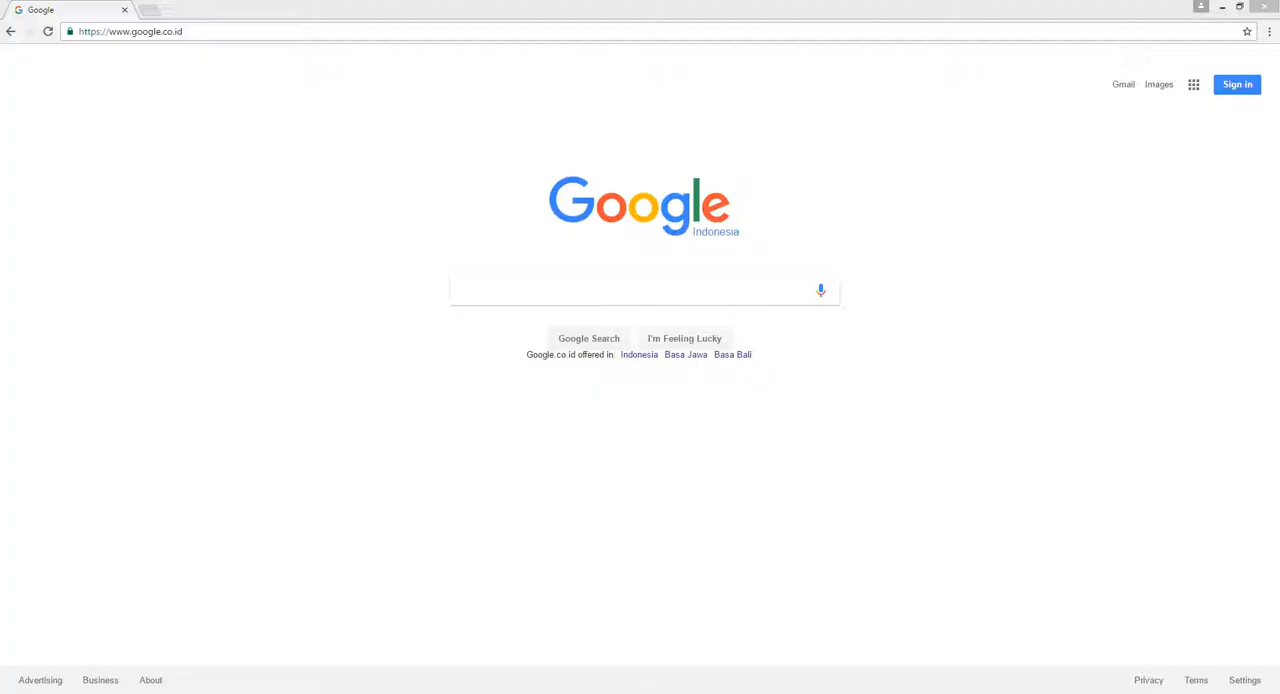 Google
https://www.google.co.id
Gmail Images Sign in
Google
Indonesia
Google Search I'm Feeling Lucky
Google.co.id offered in: Indonesia Basa Jawa Basa Bali
Advertising Business About Privacy Terms Settings